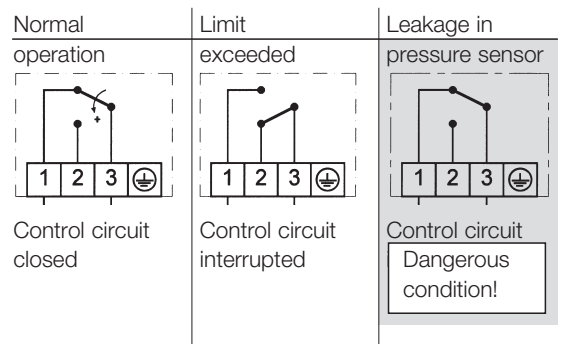 Normal
operation
+
1 2 3
Control circuit
closed
Limit
exceeded
1 2 3
Control circuit
interrupted
Leakage in
pressure sensor
1 2 3
Control circuit
Dangerous
condition!